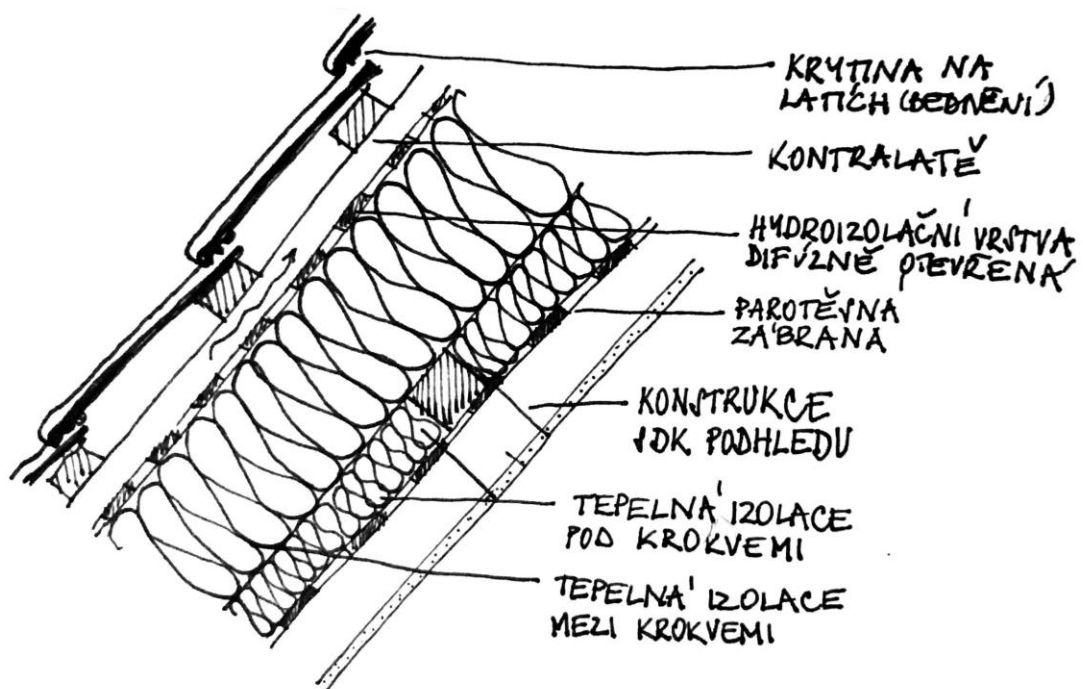 KRYTINA NA
LATÍCH (BEDNĚNÍ)
KONTRALATĚ
HYDROIZOLAČNÍ VRSTVA
DIFÚZNĚ OTEVŘENÁ
PAROTĚSNA
ZÁBRANA
KONSTRUKCE
SDK PODHLEDU
TEPELNÁ IZOLACE
POD KROKVEMI
TEPELNÁ IZOLACE
MEZI KROKVEMI